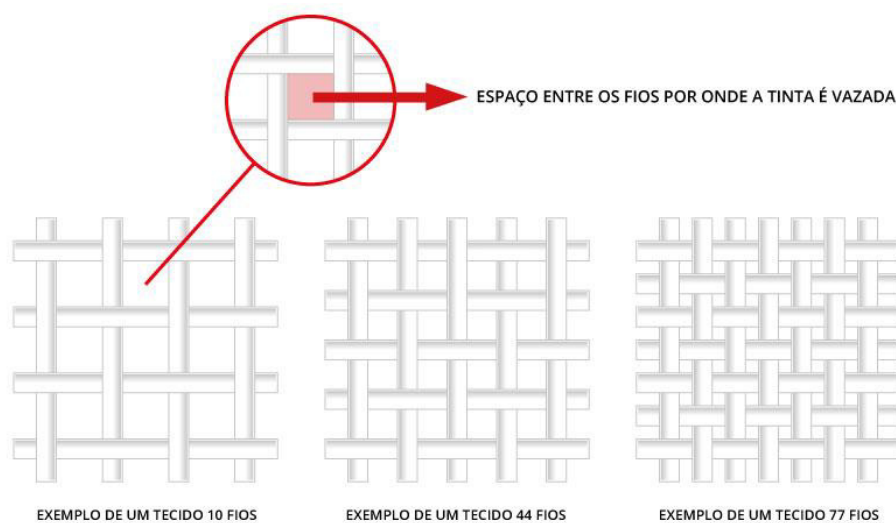 ESPAÇO ENTRE OS FIOS POR ONDE A TINTA É VAZADA
EXEMPLO DE UM TECIDO 10 FIOS
EXEMPLO DE UM TECIDO 44 FIOS
EXEMPLO DE UM TECIDO 77 FIOS